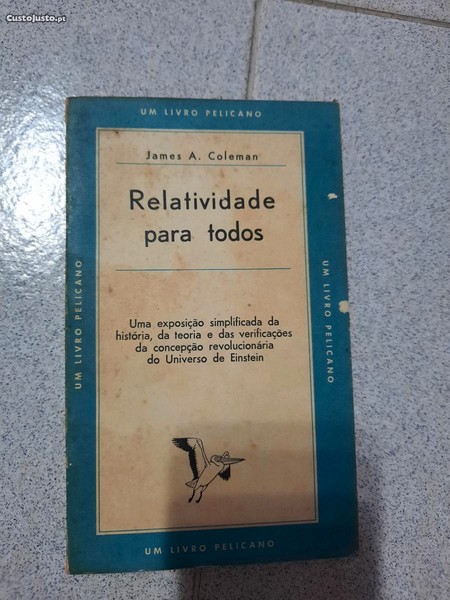 CustoJusto.pt
UM LIVRO PELICANO
James A. Coleman
Relatividade
para todos
UM LIVRO PELICANO
UM LIVRO PELICANO
Uma exposição simplificada da
história, da teoria e das verificações
da concepção revolucionária
do Universo de Einstein
UM LIVRO PELICANO